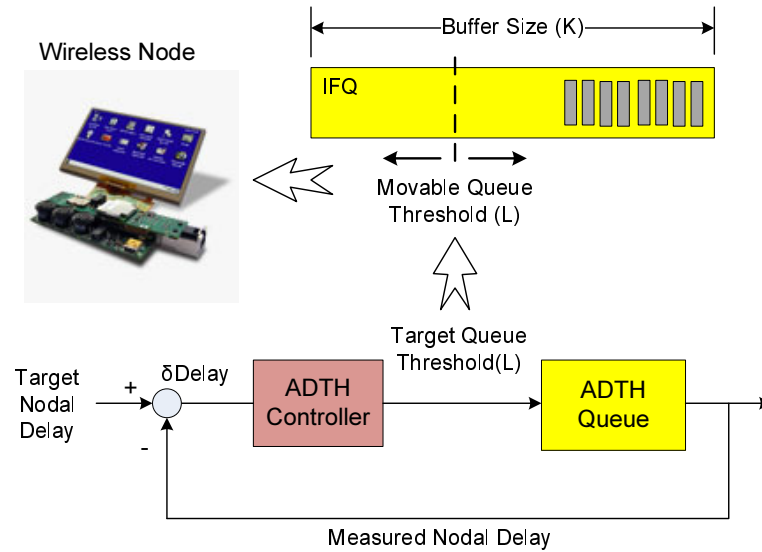 Buffer Size (K)
Wireless Node
IFQ
Movable Queue
Threshold (L)
Target Queue
Threshold(L)
Target
Nodal
Delay
+
-
δDelay
ADTH
Controller
ADTH
Queue
Measured Nodal Delay